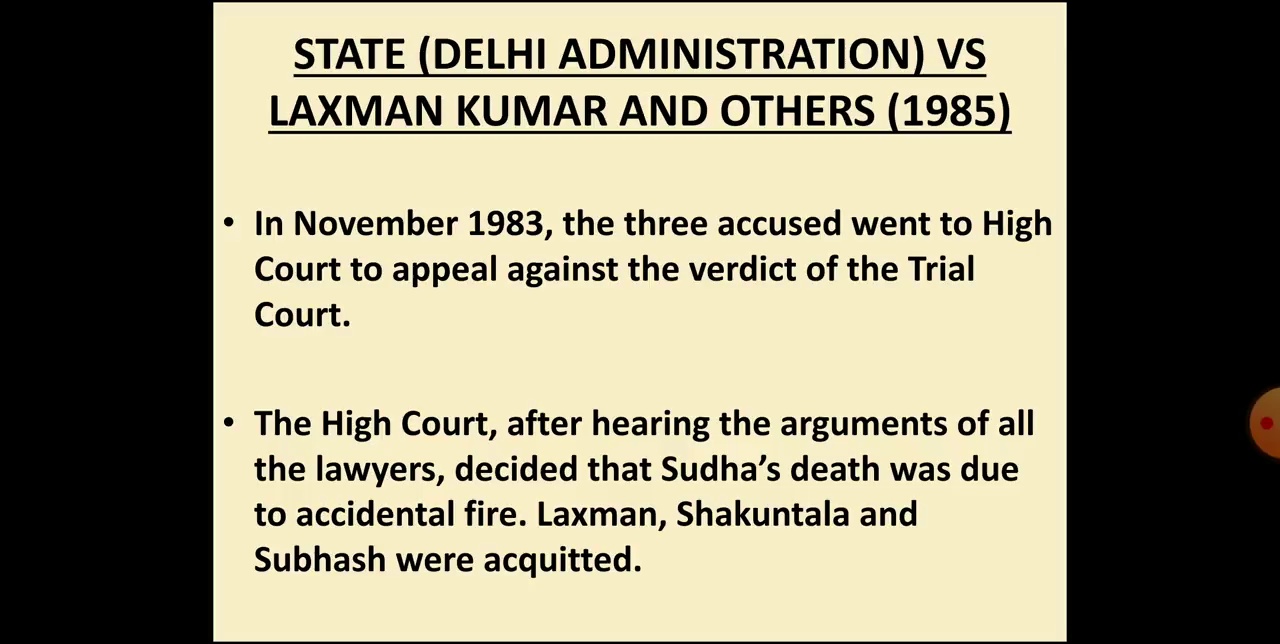 STATE (DELHI ADMINISTRATION) VS
LAXMAN KUMAR AND OTHERS (1985)
• In November 1983, the three accused went to High
Court to appeal against the verdict of the Trial
Court.
• The High Court, after hearing the arguments of all
the lawyers, decided that Sudha’s death was due
to accidental fire. Laxman, Shakuntala and
Subhash were acquitted.